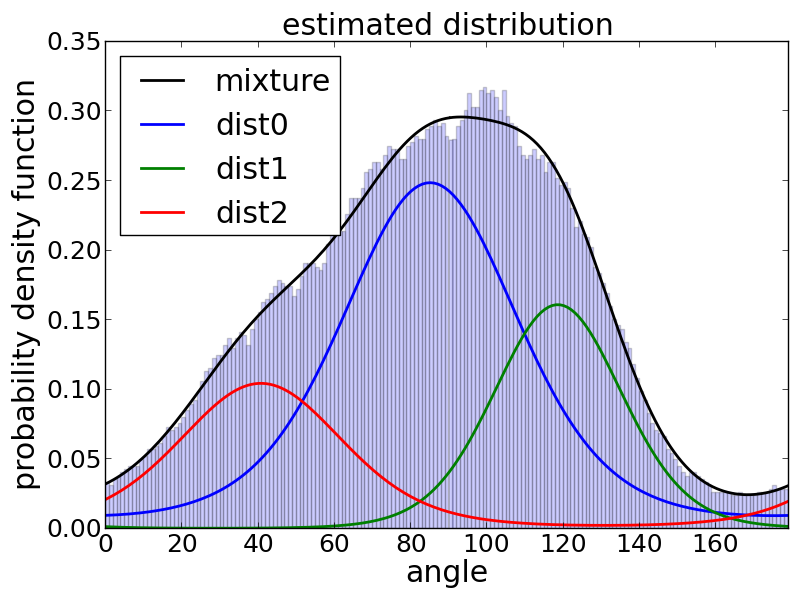 estimated distribution
0.35
0.30
0.25
0.20
0.15
0.10
0.05
0.00
probability density function
mixture
dist0
dist1
dist2
0 20 40 60 80 100 120 140 160
angle